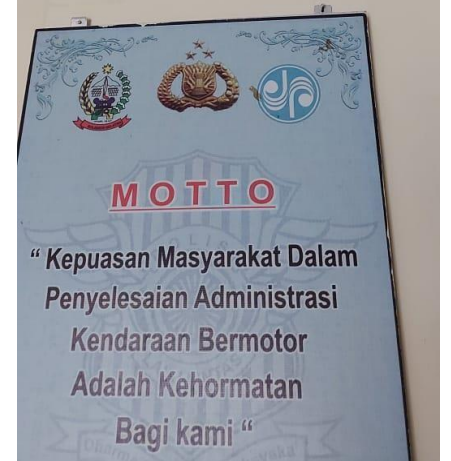 MOTTO
“ Kepuasan Masyarakat Dalam
Penyelesaian Administrasi
Kendaraan Bermotor
Adalah Kehormatan
Bagi kami “